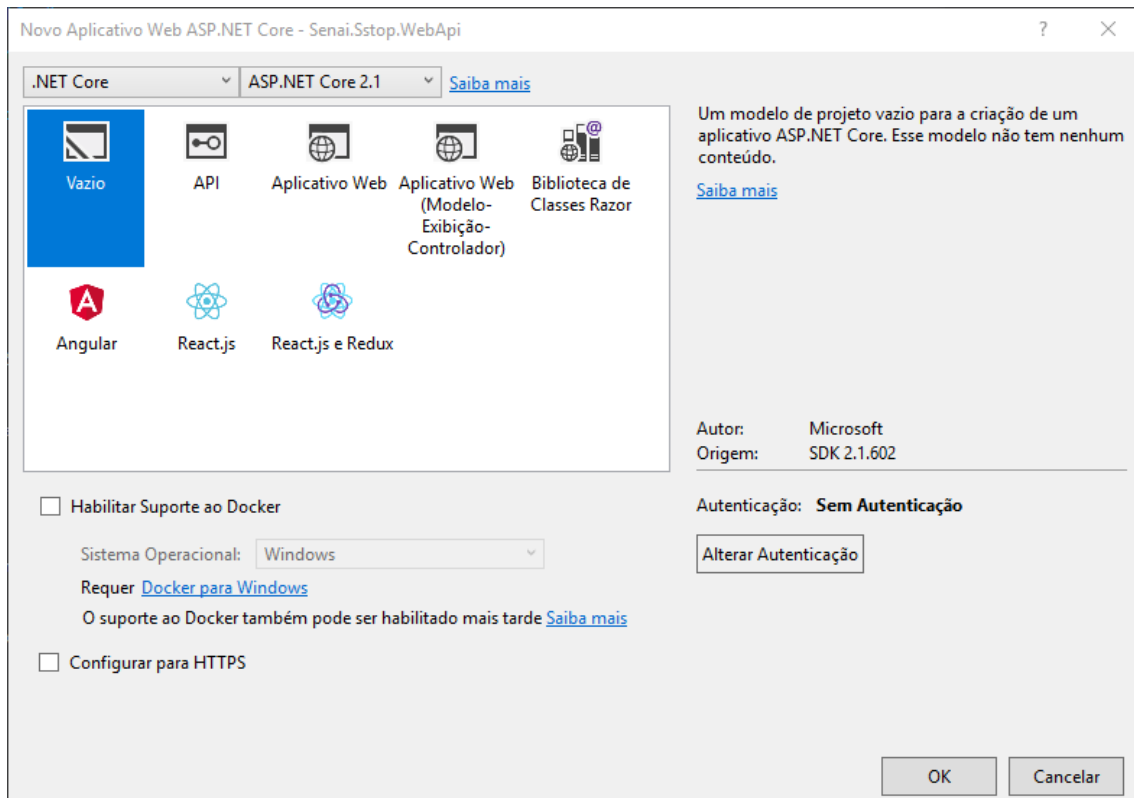 Novo Aplicativo Web ASP.NET Core - Senai.Sstop.WebApi
?
.NET Core
ASP.NET Core 2.1
Saiba mais
Vazio
API
Aplicativo Web
Aplicativo Web
(Modelo-
Exibição-
Controlador)
Biblioteca de
Classes Razor
Angular
React.js
React.js e Redux
Um modelo de projeto vazio para a criação de um
aplicativo ASP.NET Core. Esse modelo não tem nenhum
conteúdo.
Saiba mais
Autor: Microsoft
Origem: SDK 2.1.602
Habilitar Suporte ao Docker
Sistema Operacional: Windows
Requer Docker para Windows
O suporte ao Docker também pode ser habilitado mais tarde Saiba mais
Configurar para HTTPS
Autenticação: Sem Autenticação
Alterar Autenticação
OK
Cancelar